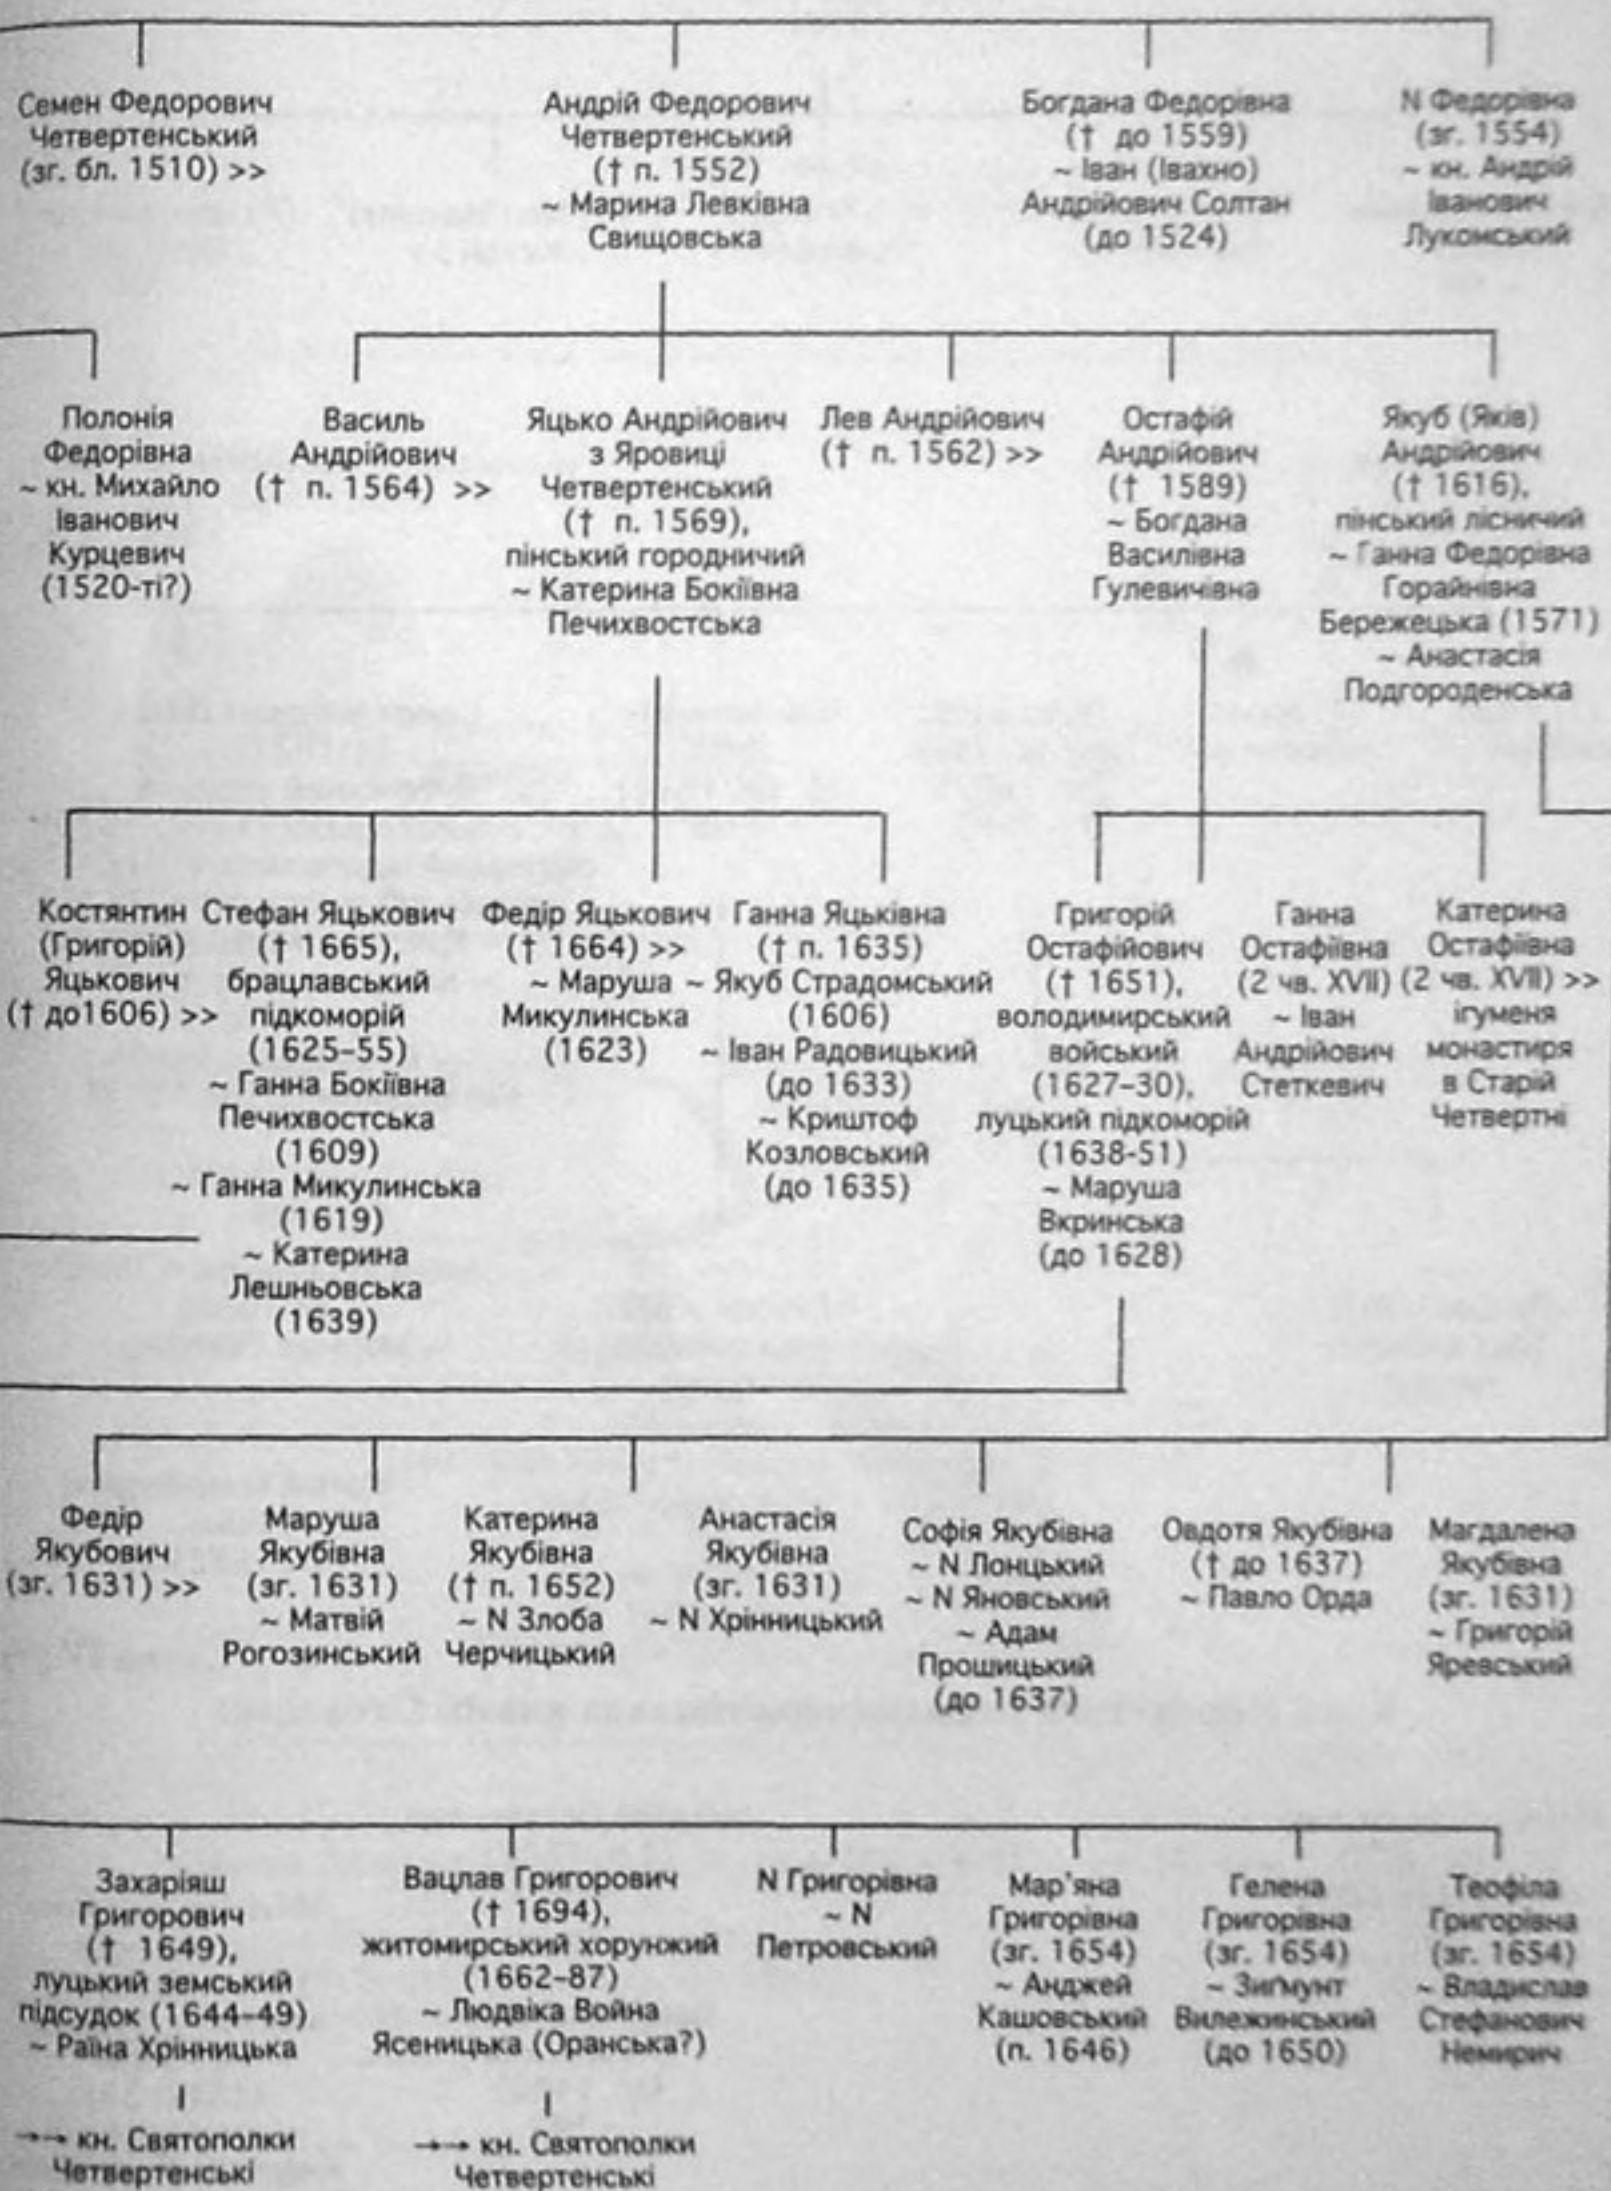 Семен Федорович
Четвертенський
(зг. бл. 1510) >>
Андрій Федорович
Четвертенський
(† п. 1552)
~ Марина Левківна
Свищовська
Богдана Федорівна
(† до 1559)
~ Іван (Івахно)
Андрійович Солтан
(до 1524)
N Федорівна
(зг. 1554)
~ кн. Андрій
Іванович
Лукомський
Полонія
Федорівна
~ кн. Михайло
Іванович
Курцевич
(1520-ті?)
Василь
Андрійович
(† п. 1564) >>
Яцько Андрійович
з Яровиці
Четвертенський
(† п. 1569),
пінський городничий
~ Катерина Бокіївна
Печихвостська
Лев Андрійович
(† п. 1562) >>
Остафій
Андрійович
(† 1589)
~ Богдана
Василівна
Гулевичівна
Якуб (Яків)
Андрійович
(† 1616),
пінський лісничий
~ Ганна Федорівна
Горайнівна
Бережецька (1571)
~ Анастасія
Подгороденська
Костянтин
(Григорій)
Яцькович
(† до1606) >>
Стефан Яцькович
(† 1665),
брацлавський
підкоморій
(1625–55)
~ Ганна Бокіївна
Печихвостська
(1609)
~ Ганна Микулинська
(1619)
~ Катерина
Лешньовська
(1639)
Федір Яцькович
(† 1664) >>
~ Маруша
Микулинська
(1623)
Ганна Яцьківна
(† п. 1635)
~ Якуб Страдомський
(1606)
~ Іван Радовицький
(до 1633)
~ Криштоф
Козловський
(до 1635)
Григорій
Остафійович
(† 1651),
володимирський
войський
(1627–30),
луцький підкоморій
(1638-51)
~ Маруша
Вкринська
(до 1628)
Ганна
Остафіївна
(2 чв. XVII)
~ Іван
Андрійович
Стеткевич
Катерина
Остафіївна
(2 чв. XVII) >>
ігуменя
монастиря
в Старій
Четвертні
Федір
Якубович
(зг. 1631) >>
Маруша
Якубівна
(зг. 1631)
~ Матвій
Рогозинський
Катерина
Якубівна
(† п. 1652)
~ N Злоба
Черчицький
Анастасія
Якубівна
(зг. 1631)
~ N Хрінницький
Софія Якубівна
~ N Лонцький
~ N Яновський
~ Адам
Прошицький
(до 1637)
Овдотя Якубівна
(† до 1637)
~ Павло Орда
Магдалена
Якубівна
(зг. 1631)
~ Григорій
Яревський
Захаріяш
Григорович
(† 1649),
луцький земський
підсудок (1644–49)
~ Раїна Хрінницька
→→ кн. Святополки
Четвертенські
Вацлав Григорович
(† 1694),
житомирський хорунжий
(1662–87)
~ Людвіка Война
Ясеницька (Оранська?)
→→ кн. Святополки
Четвертенські
N Григорівна
~ N
Петровський
Мар'яна
Григорівна
(зг. 1654)
~ Анджей
Кашовський
(п. 1646)
Гелена
Григорівна
(зг. 1654)
~ Зиґмунт
Вилежинський
(до 1650)
Теофіла
Григорівна
(зг. 1654)
~ Владислав
Стефанович
Немирич